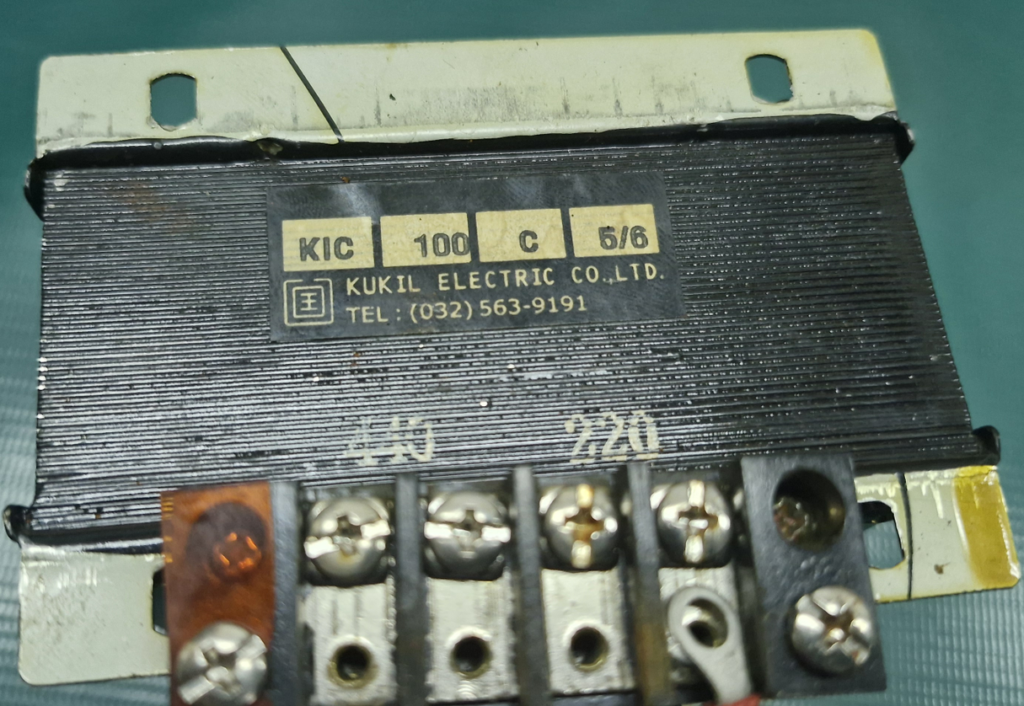 KIC 100 C 5/6
KUKIL ELECTRIC CO.,LTD.
TEL : (032) 563-9191
440 220